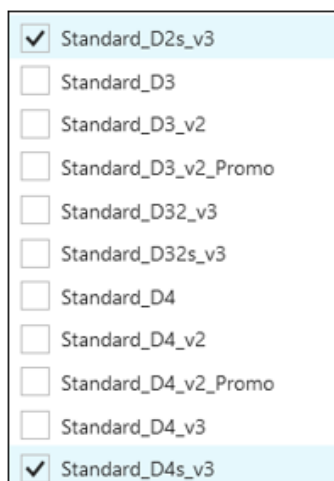 Standard_D2s_v3
Standard_D3
Standard_D3_v2
Standard_D3_v2_Promo
Standard_D32_v3
Standard_D32s_v3
Standard_D4
Standard_D4_v2
Standard_D4_v2_Promo
Standard_D4_v3
Standard_D4s_v3